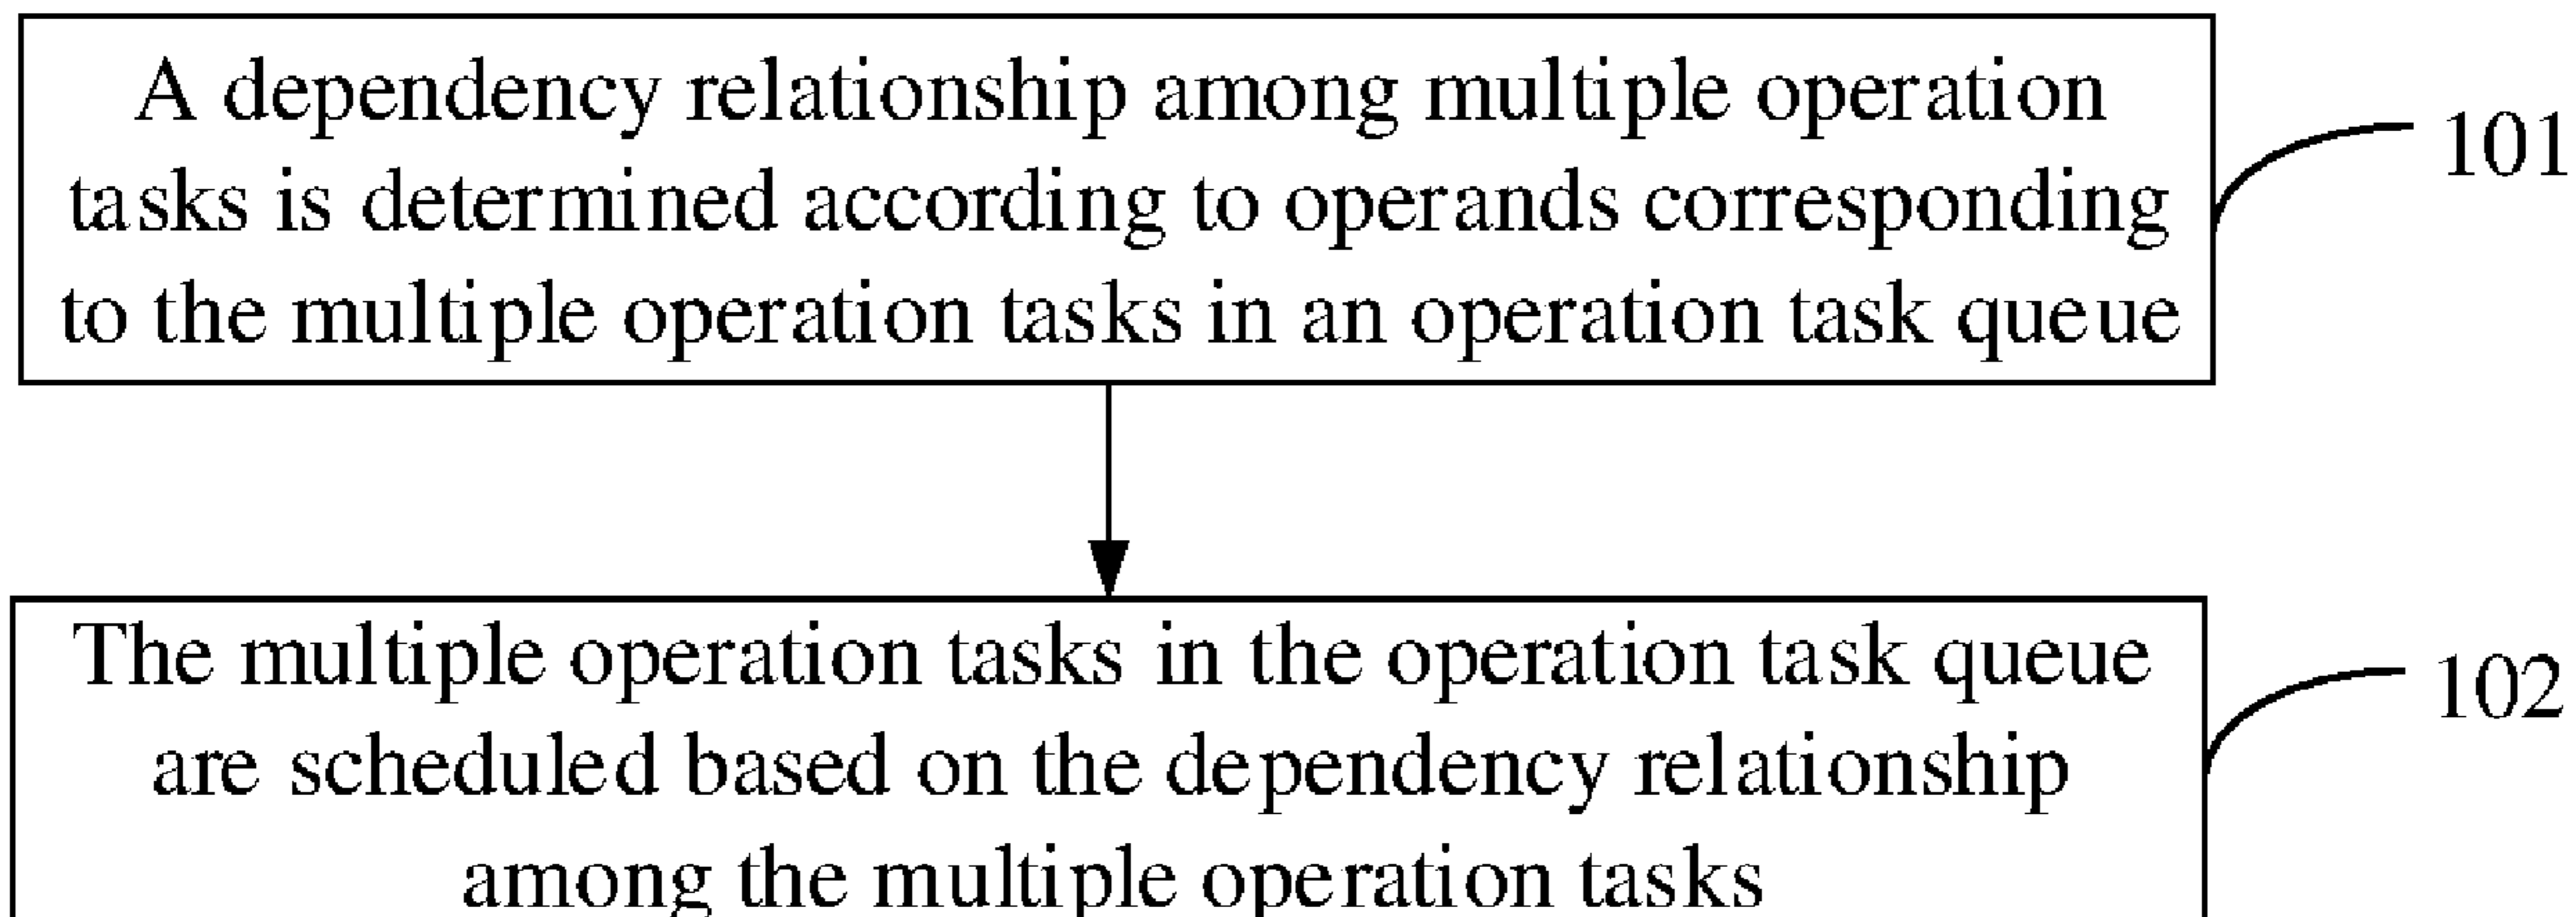 A dependency relationship among multiple operation
tasks is determined according to operands corresponding
to the multiple operation tasks in an operation task queue
101
The multiple operation tasks in the operation task queue
are scheduled based on the dependency relationship
among the multiple operation tasks
102